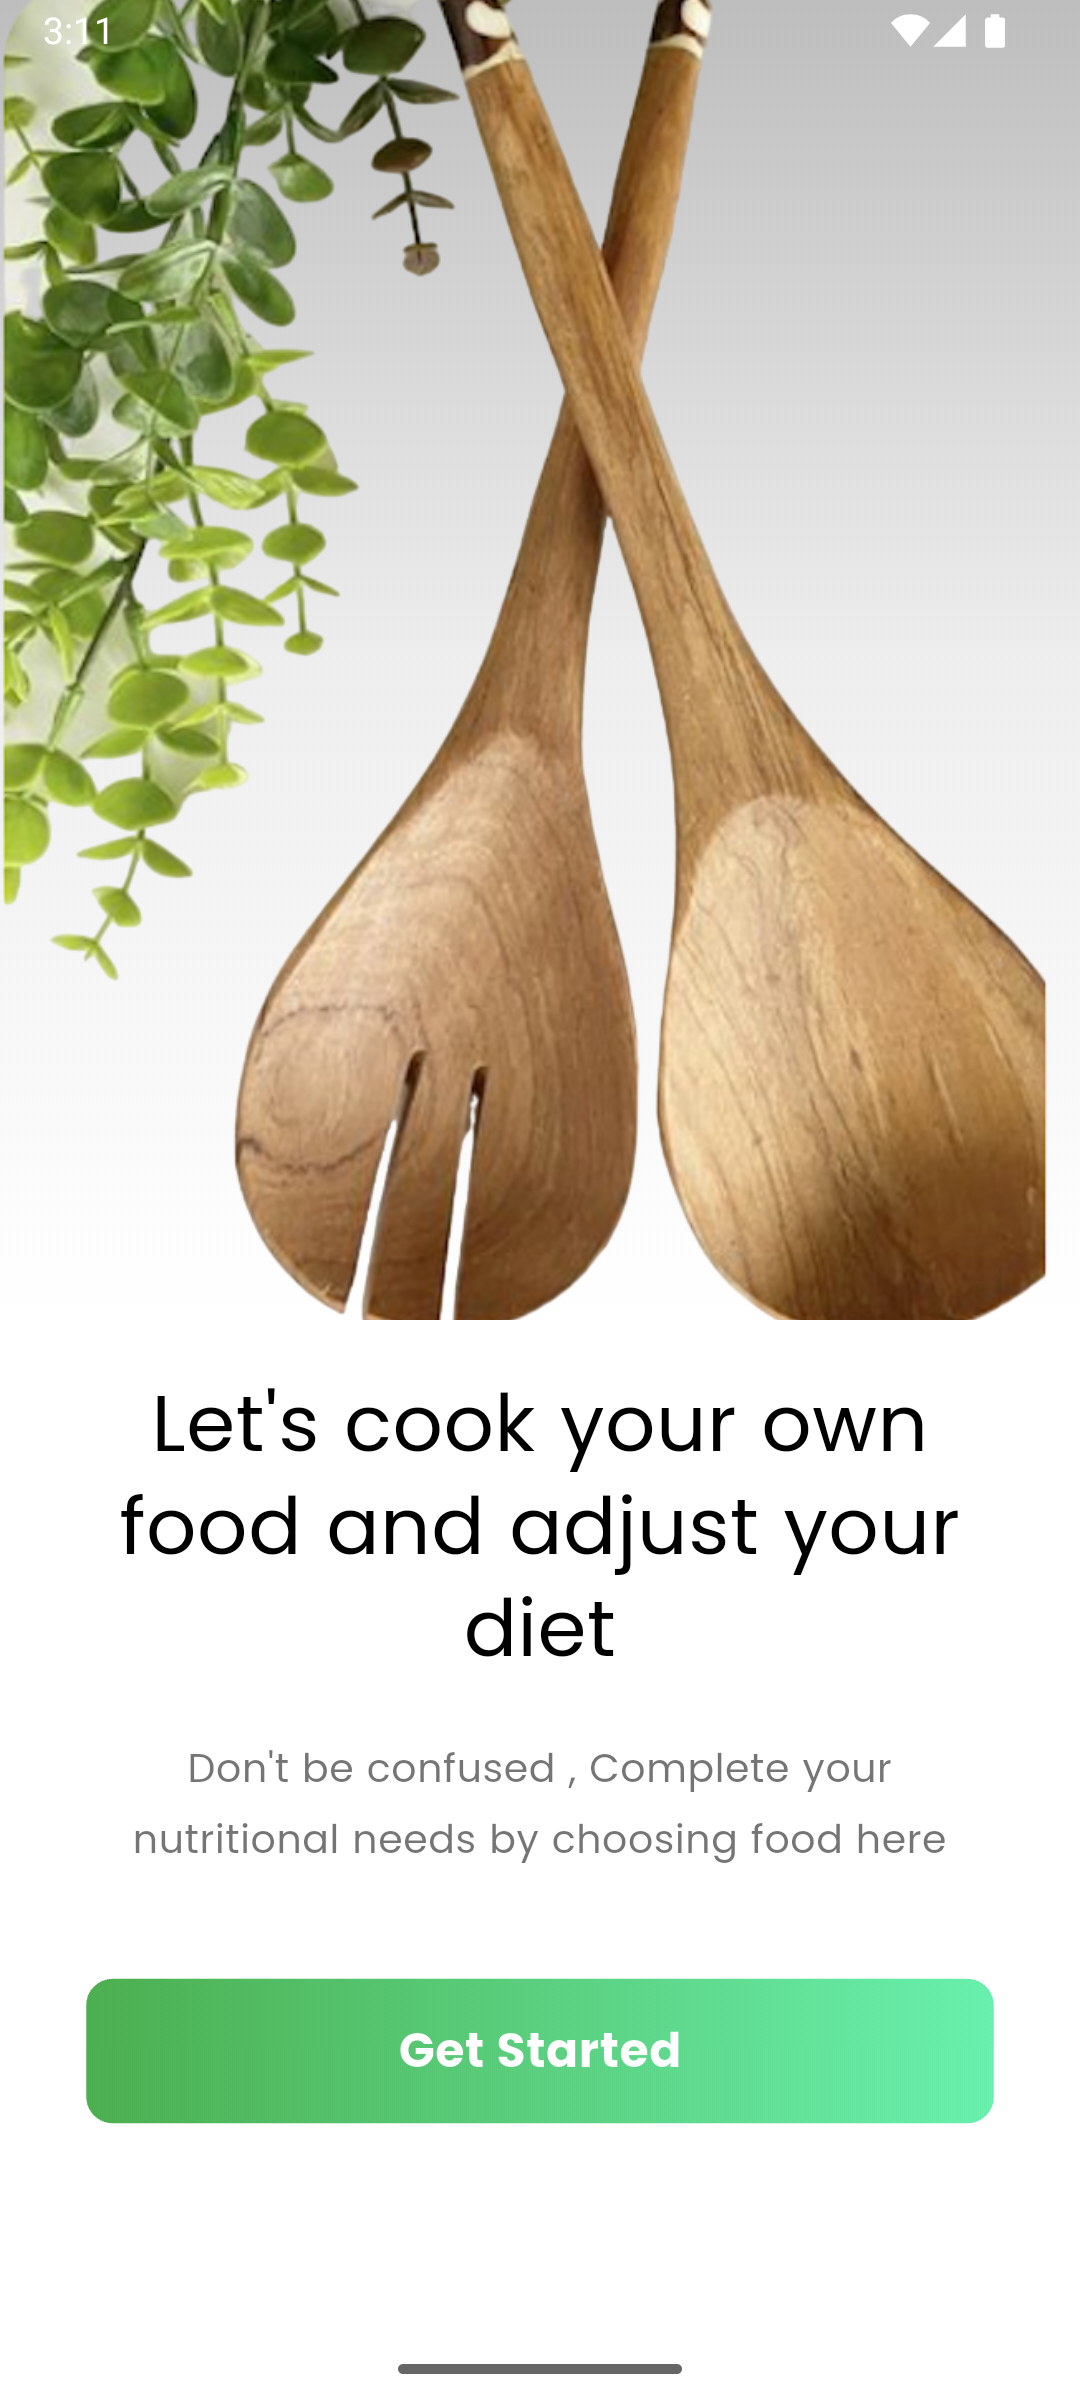 3:11
Let's cook your own
food and adjust your
diet
Don't be confused , Complete your
nutritional needs by choosing food here
Get Started